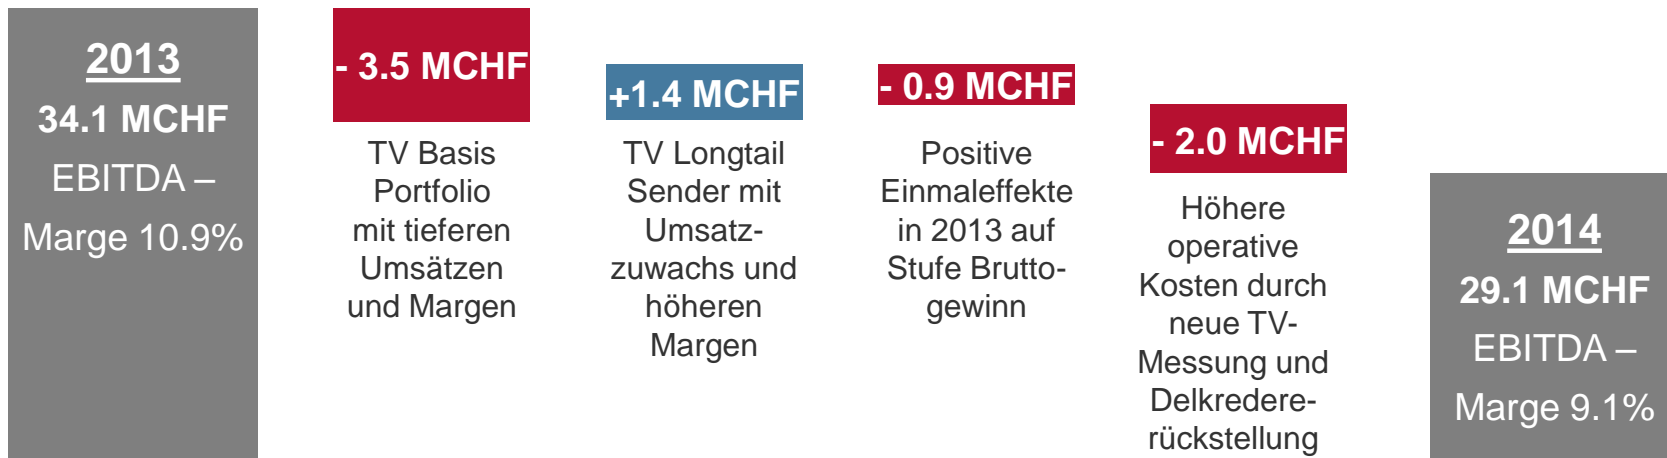 2013
34.1 MCHF
EBITDA –
Marge 10.9%
- 3.5 MCHF
TV Basis
Portfolio
mit tieferen
Umsätzen
und Margen
+1.4 MCHF
TV Longtail
Sender mit
Umsatz-
zuwachs und
höheren
Margen
- 0.9 MCHF
Positive
Einmaleffekte
in 2013 auf
Stufe Brutto-
gewinn
- 2.0 MCHF
Höhere
operative
Kosten durch
neue TV-
Messung und
Delkredere-
rückstellung
2014
29.1 MCHF
EBITDA –
Marge 9.1%